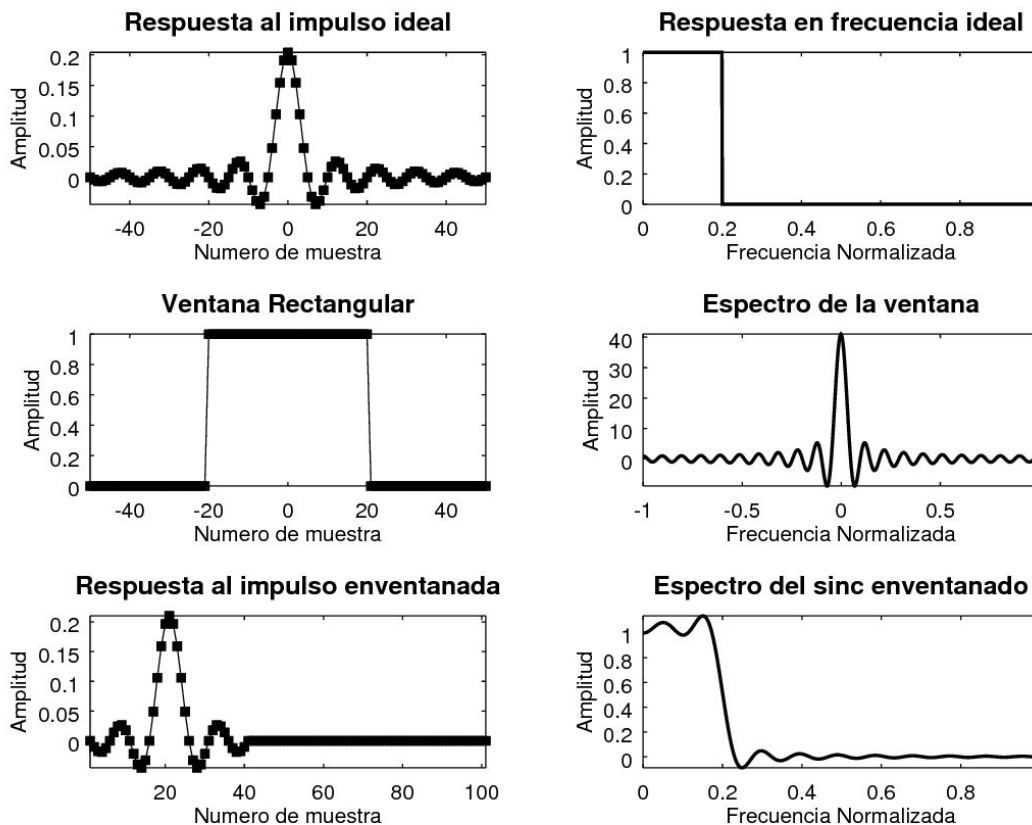 Respuesta al impulso ideal
0.2
0.15
0.1
0.05
0
Amplitud
-40 -20 0 20 40
Numero de muestra
Respuesta en frecuencia ideal
1
0.8
0.6
0.4
0.2
0
Amplitud
0 0.2 0.4 0.6 0.8
Frecuencia Normalizada
Ventana Rectangular
1
0.8
0.6
0.4
0.2
0
Amplitud
-40 -20 0 20 40
Numero de muestra
Espectro de la ventana
40
30
20
10
0
Amplitud
-1 -0.5 0 0.5
Frecuencia Normalizada
Respuesta al impulso enventanada
0.2
0.15
0.1
0.05
0
Amplitud
20 40 60 80 100
Numero de muestra
Espectro del sinc enventanado
1
0.8
0.6
0.4
0.2
0
Amplitud
0 0.2 0.4 0.6 0.8
Frecuencia Normalizada